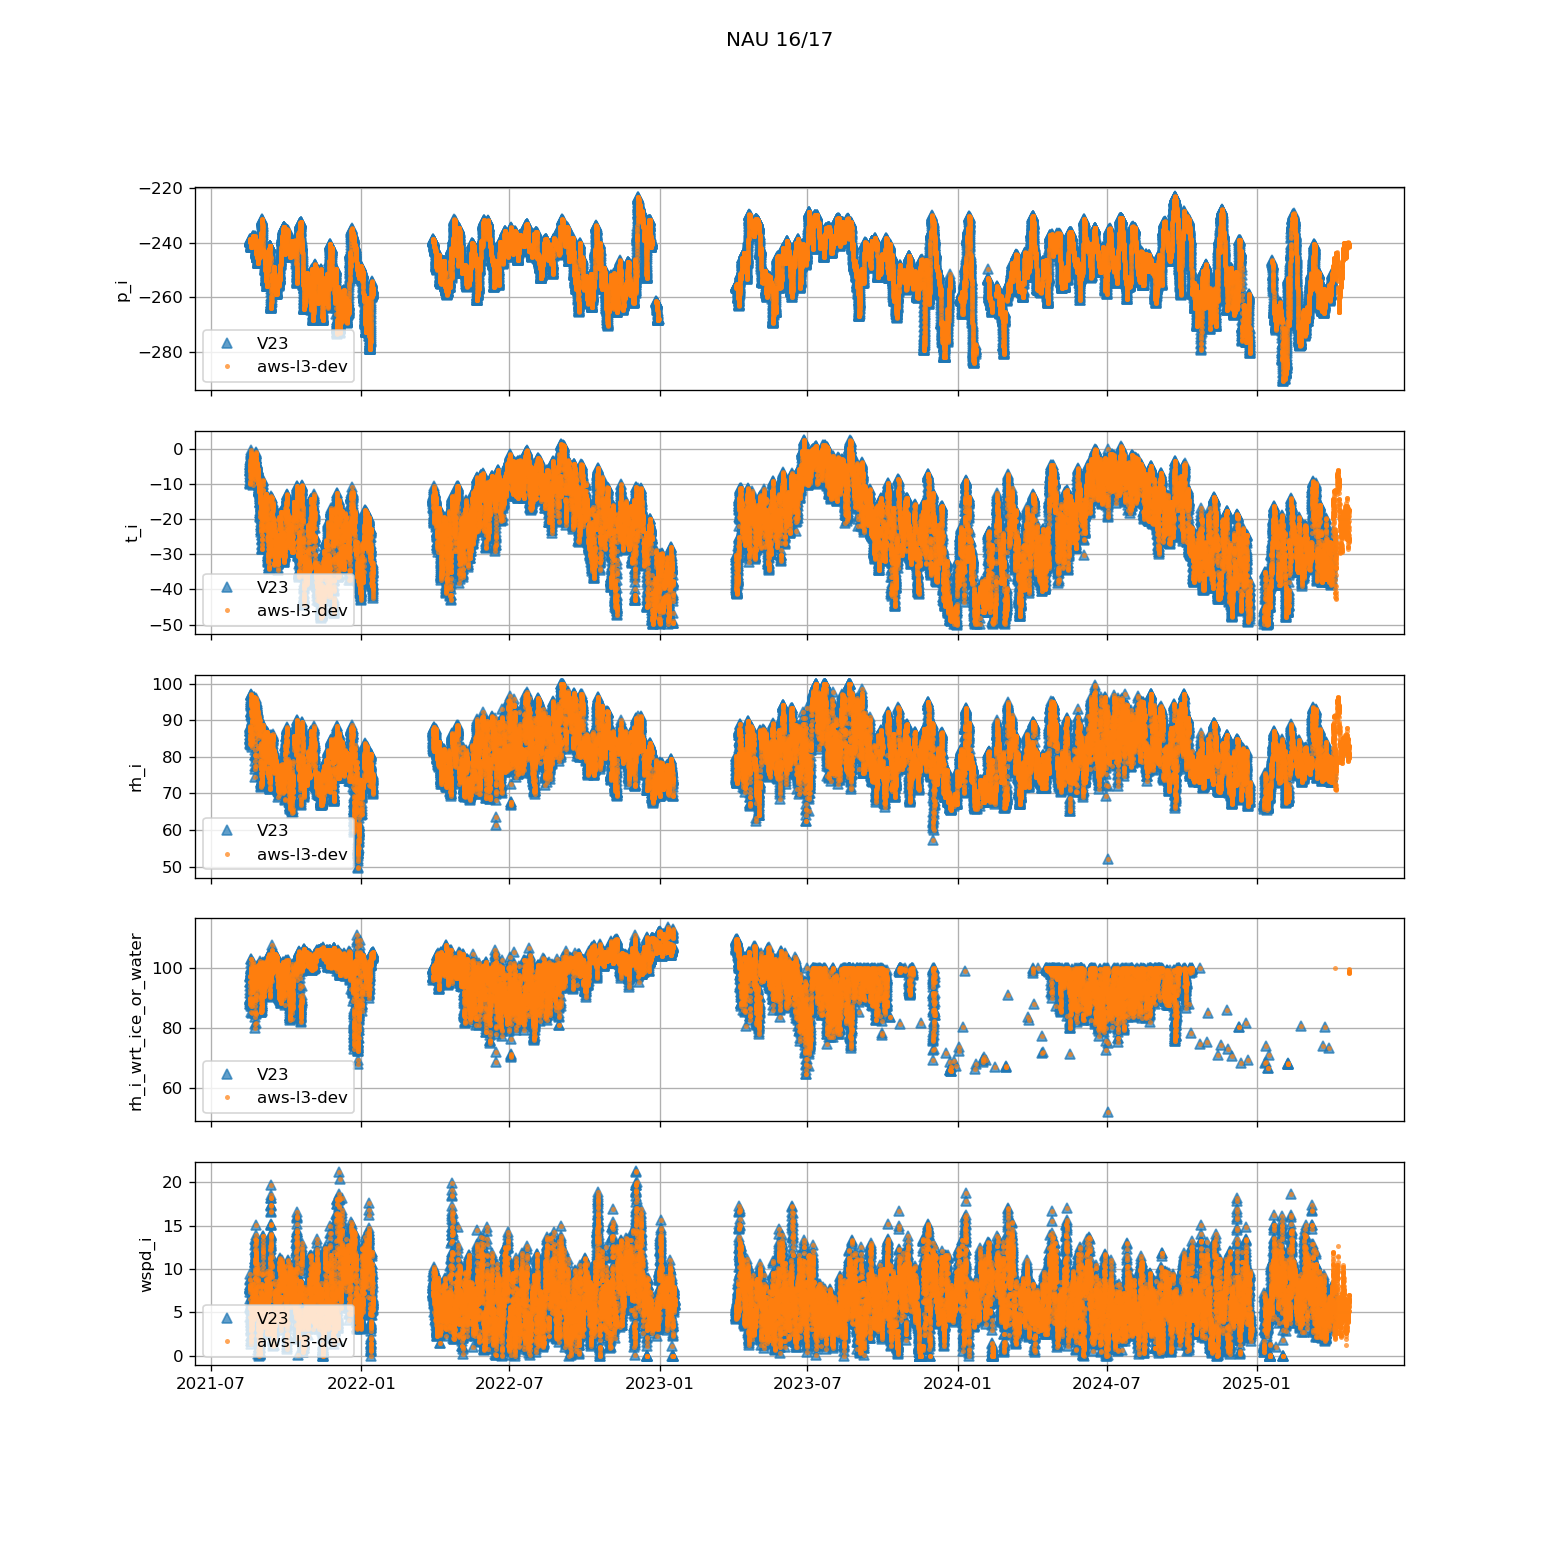 NAU 16/17
p_i
−220
−240
−260
−280
V23
aws-l3-dev
t_i
0
−10
−20
−30
−40
−50
V23
aws-l3-dev
rh_i
100
90
80
70
60
50
V23
aws-l3-dev
rh_i_wrt_ice_or_water
100
80
60
V23
aws-l3-dev
wspd_i
20
15
10
5
0
V23
aws-l3-dev
2021-07 2022-01 2022-07 2023-01 2023-07 2024-01 2024-07 2025-01